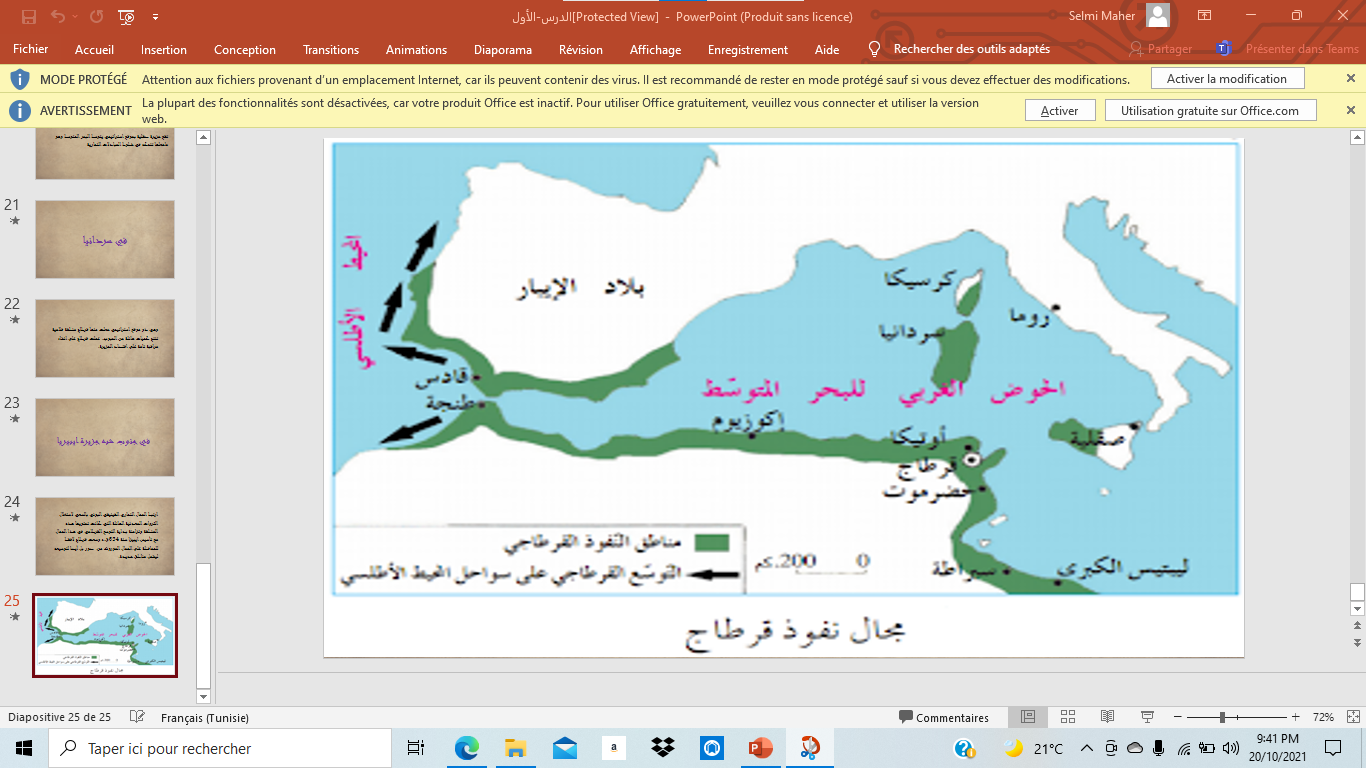 الدرس-الأول[Protected View] - PowerPoint (Produit sans licence)
Selmi Maher
Fichier Accueil Insertion Conception Transitions Animations Diaporama Révision Affichage Enregistrement Aide Rechercher des outils adaptés Partager Présenter dans Teams
MODE PROTÉGÉ Attention aux fichiers provenant d’un emplacement Internet, car ils peuvent contenir des virus. Il est recommandé de rester en mode protégé sauf si vous devez effectuer des modifications. Activer la modification
AVERTISSEMENT La plupart des fonctionnalités sont désactivées, car votre produit Office est inactif. Pour utiliser Office gratuitement, veuillez vous connecter et utiliser la version
web.
Activer Utilisation gratuite sur Office.com
21
في سردانيا
22
23
في جنوب شبه جزيرة ايبيريا
24
25
المحيط
الأطلسي
بلاد الإيبار
كرسيكا
روما
سردانيا
الحوض الغربي للبحر المتوسّط
قادس
طنجة
إكوزيوم
أوتيكا
صقلية
قرطاج
حضرموت
مناطق النّفوذ القرطاجي
200.كم 0
سبراطة
ليبتيس الكبرى
التوسّع القرطاجي على سواحل المحيط الأطلسي
مجال نفوذ قرطاج
Diapositive 25 de 25 Français (Tunisie) Commentaires 72%
Taper ici pour rechercher
a
21°C
9:41 PM
20/10/2021